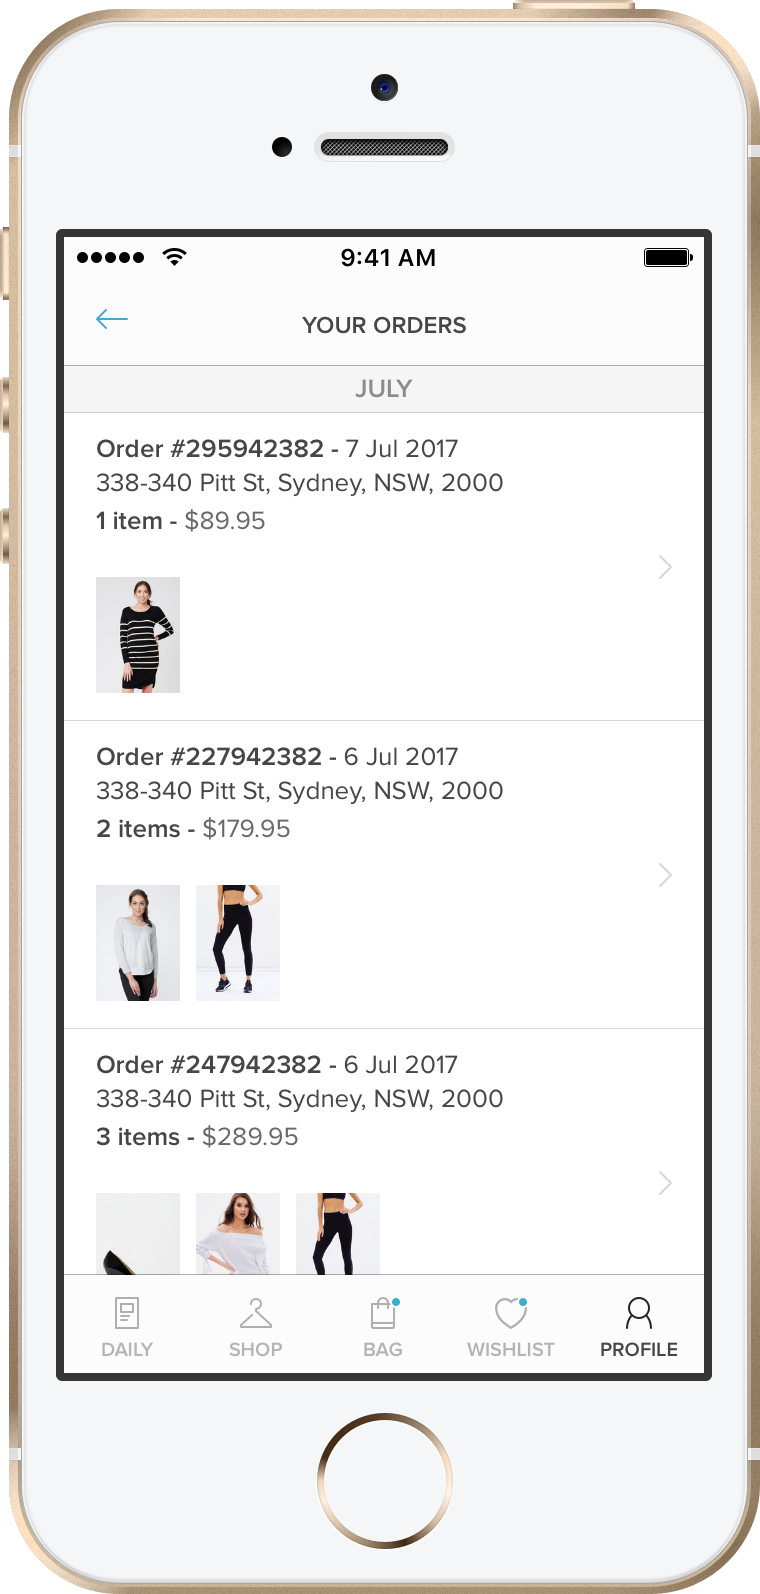 9:41 AM
YOUR ORDERS
JULY
Order #295942382 - 7 Jul 2017
338-340 Pitt St, Sydney, NSW, 2000
1 item - $89.95
Order #227942382 - 6 Jul 2017
338-340 Pitt St, Sydney, NSW, 2000
2 items - $179.95
Order #247942382 - 6 Jul 2017
338-340 Pitt St, Sydney, NSW, 2000
3 items - $289.95
DAILY SHOP BAG WISHLIST PROFILE